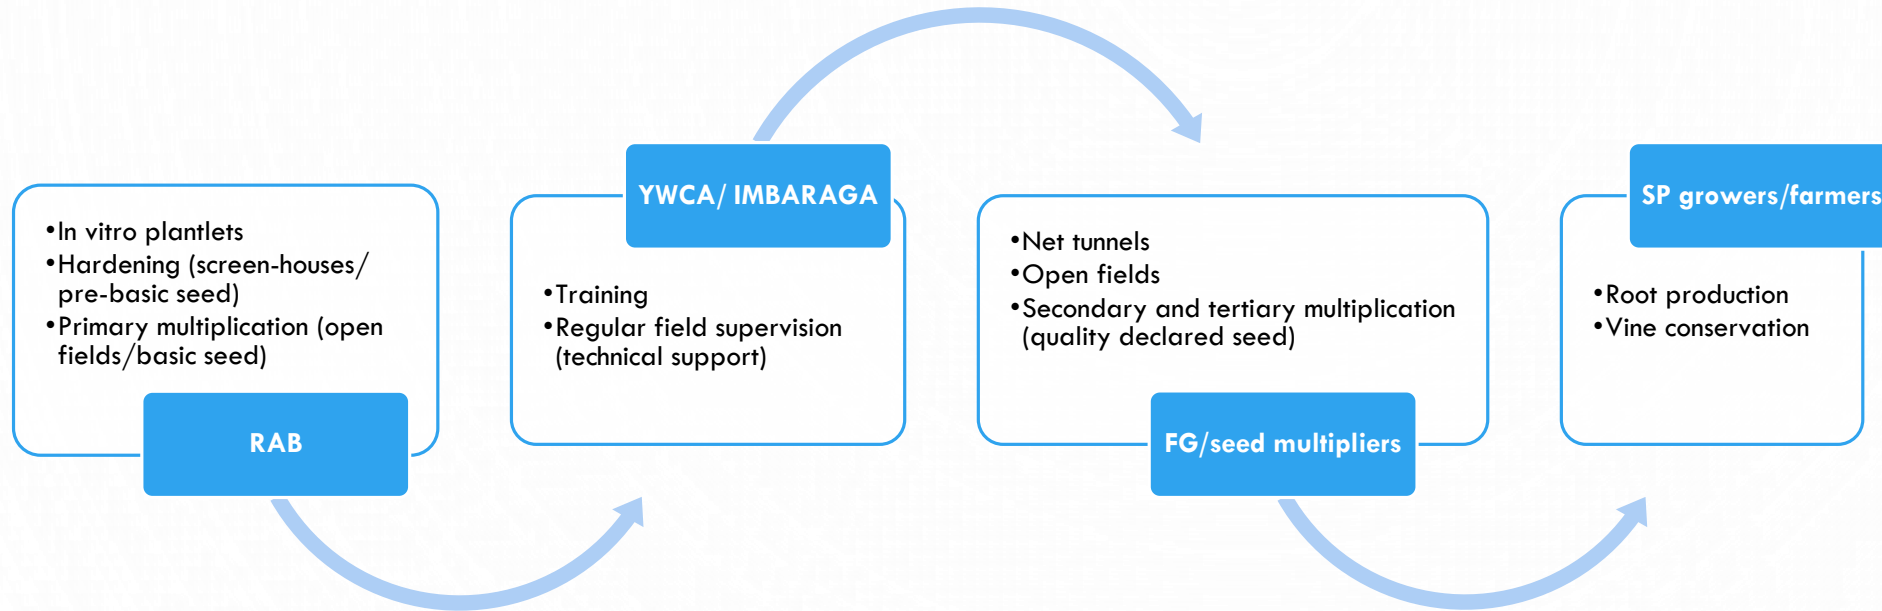 •In vitro plantlets
•Hardening (screen-houses/
pre-basic seed)
•Primary multiplication (open
fields/basic seed)
RAB
YWCA/ IMBARAGA
•Training
•Regular field supervision
(technical support)
•Net tunnels
•Open fields
•Secondary and tertiary multiplication
(quality declared seed)
FG/seed multipliers
SP growers/farmers
•Root production
•Vine conservation